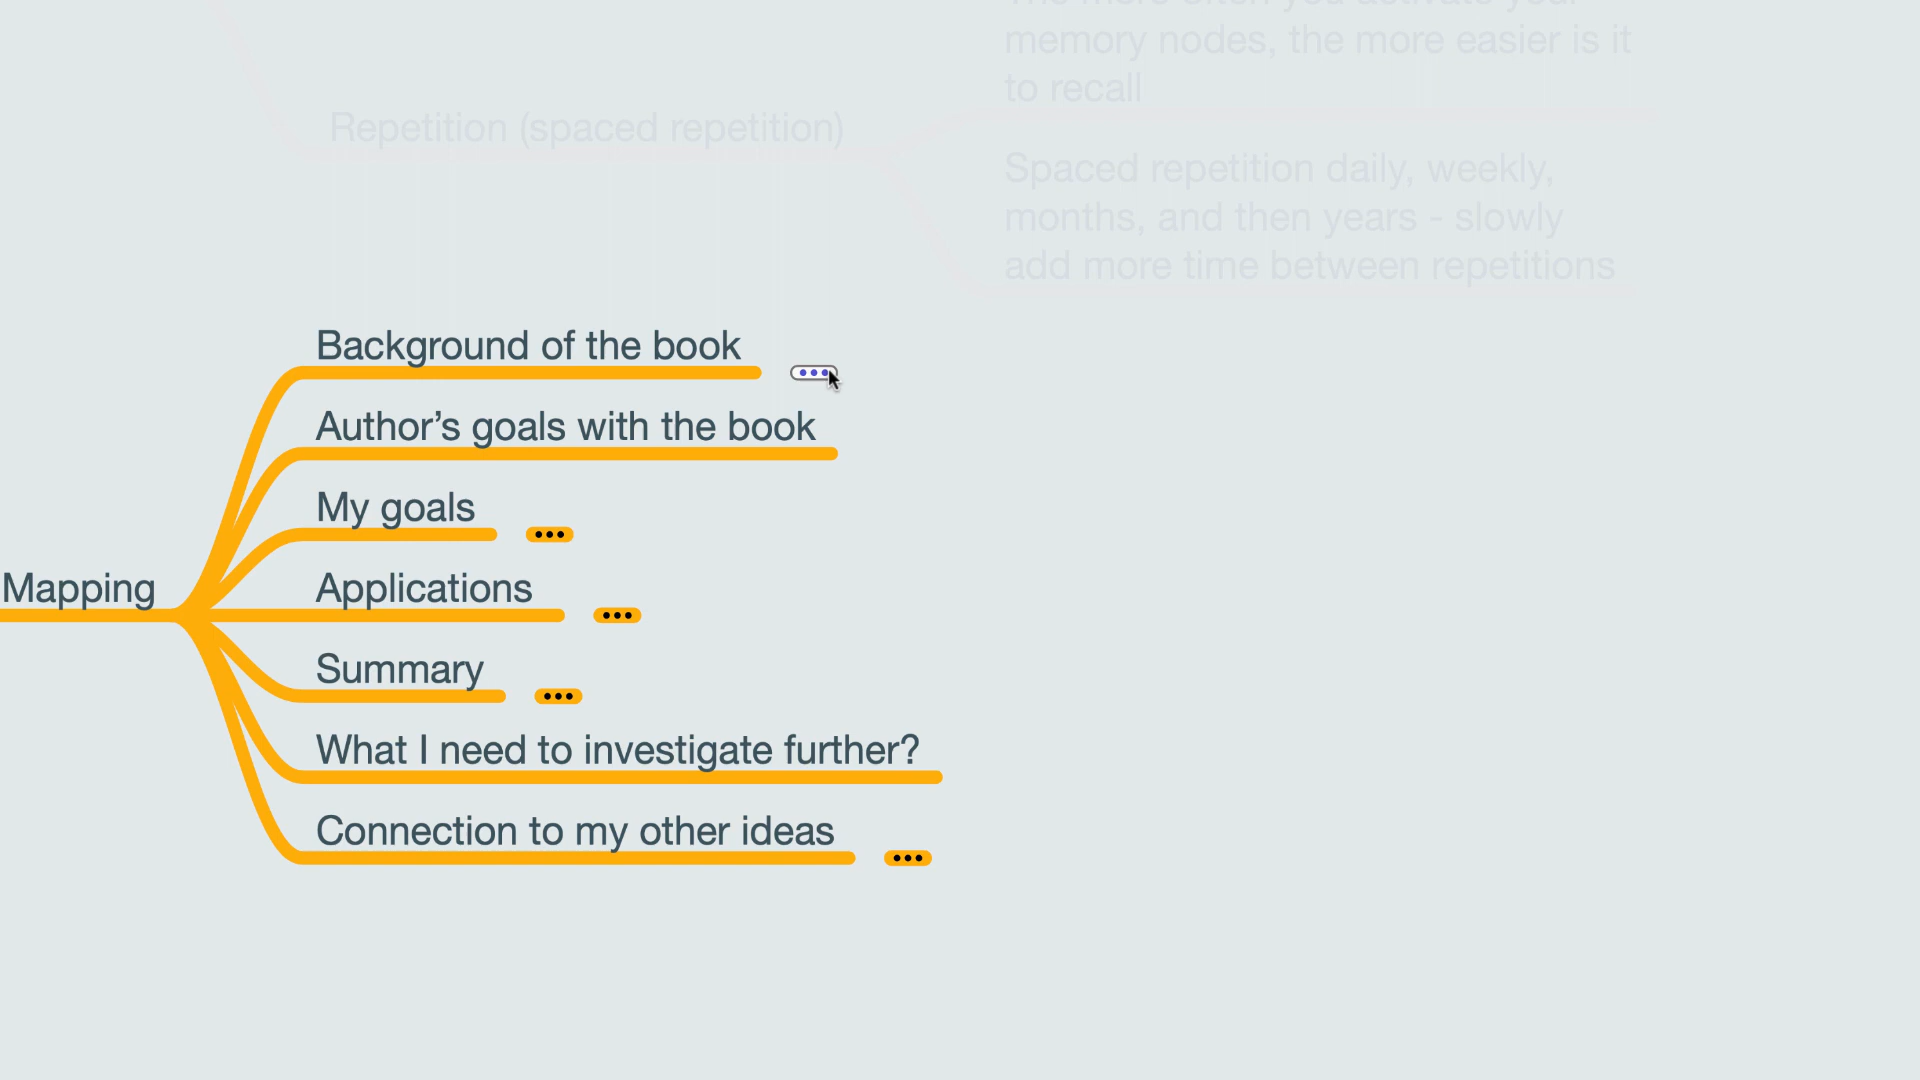 memory nodes, the more easier is it
to recall
Repetition (spaced repetition)
Spaced repetition daily, weekly,
months, and then years - slowly
add more time between repetitions
Background of the book
Author’s goals with the book
My goals
Mapping
Applications
Summary
What I need to investigate further?
Connection to my other ideas